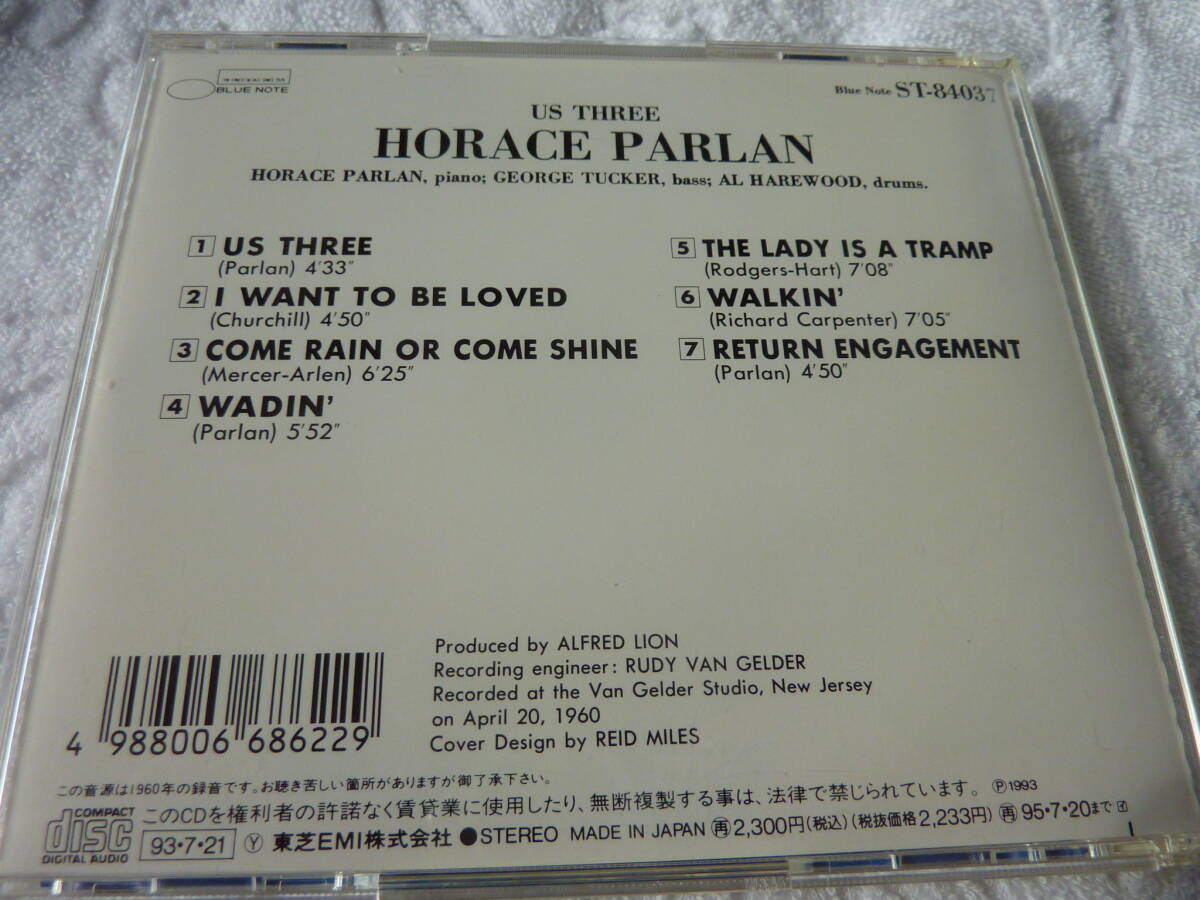 THE FINEST IN JAZZ SINCE 1939
BLUE NOTE
Blue Note ST-84037
US THREE
HORACE PARLAN
HORACE PARLAN, piano; GEORGE TUCKER, bass; AL HAREWOOD, drums.
1 US THREE
(Parlan) 4'33"
2 I WANT TO BE LOVED
(Churchill) 4'50"
3 COME RAIN OR COME SHINE
(Mercer-Arlen) 6'25"
4 WADIN'
(Parlan) 5'52"
5 THE LADY IS A TRAMP
(Rodgers-Hart) 7'08"
6 WALKIN'
(Richard Carpenter) 7'05"
7 RETURN ENGAGEMENT
(Parlan) 4'50"
Produced by ALFRED LION
Recording engineer: RUDY VAN GELDER
Recorded at the Van Gelder Studio, New Jersey
on April 20, 1960
Cover Design by REID MILES
4 988006 686229
この音源は1960年の録音です。お聴き苦しい箇所がありますが御了承下さい。
COMPACT disc DIGITAL AUDIO
このCDを権利者の許諾なく賃貸業に使用したり、無断複製する事は、法律で禁じられています。 Ⓟ1993
93・7・21 Ⓨ 東芝EMI株式会社 ●STEREO MADE IN JAPAN ㊢2,300円(税込)(税抜価格2,233円) ㊢95・7・20まで